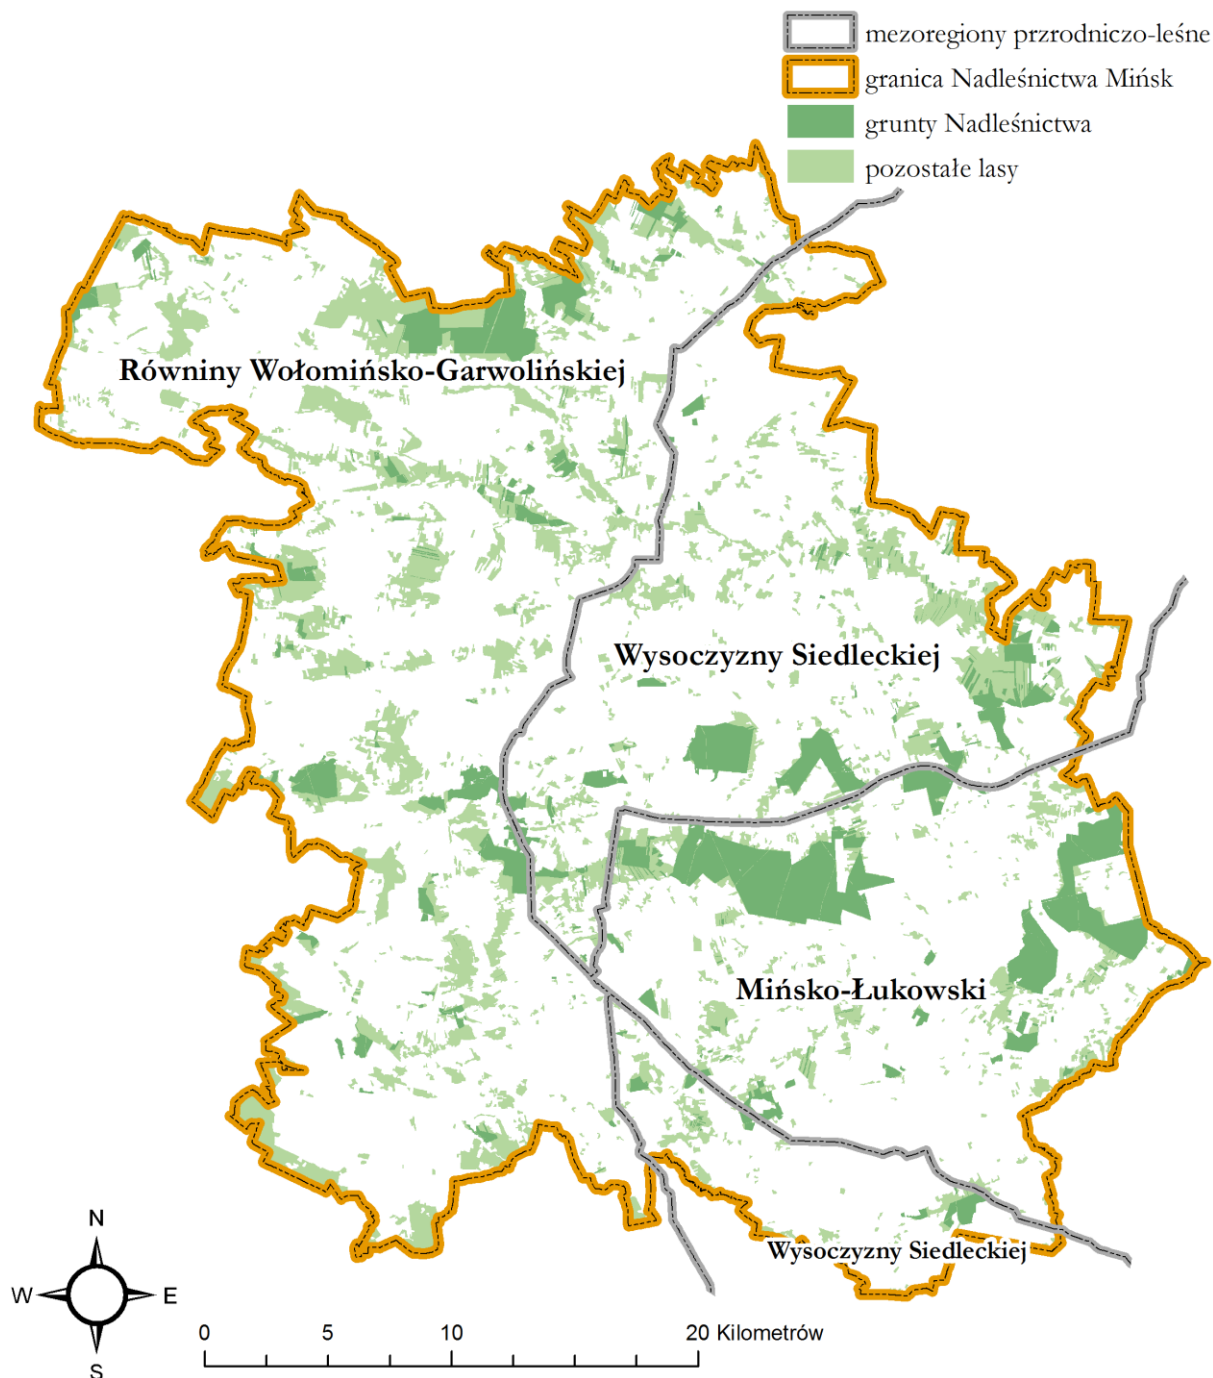 mezoregiony przrodniczo-leśne
granica Nadleśnictwa Mińsk
grunty Nadleśnictwa
pozostałe lasy
Równiny Wołomińsko-Garwolińskiej
Wysoczyzny Siedleckiej
Mińsko-Łukowski
Wysoczyzny Siedleckiej
N
W E
S
0 5 10 20 Kilometrów